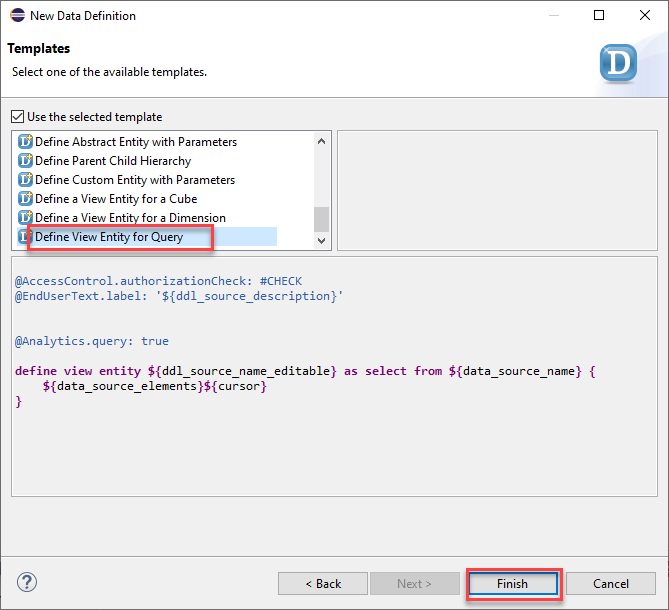 New Data Definition
Templates
Select one of the available templates.
D
Use the selected template
Define Abstract Entity with Parameters
Define Parent Child Hierarchy
Define Custom Entity with Parameters
Define a View Entity for a Cube
Define a View Entity for a Dimension
Define View Entity for Query
@AccessControl.authorizationCheck: #CHECK
@EndUserText.label: '${ddl_source_description}'
@Analytics.query: true
define view entity ${ddl_source_name_editable} as select from ${data_source_name} {
    ${data_source_elements}${cursor}
}
? < Back Next > Finish Cancel